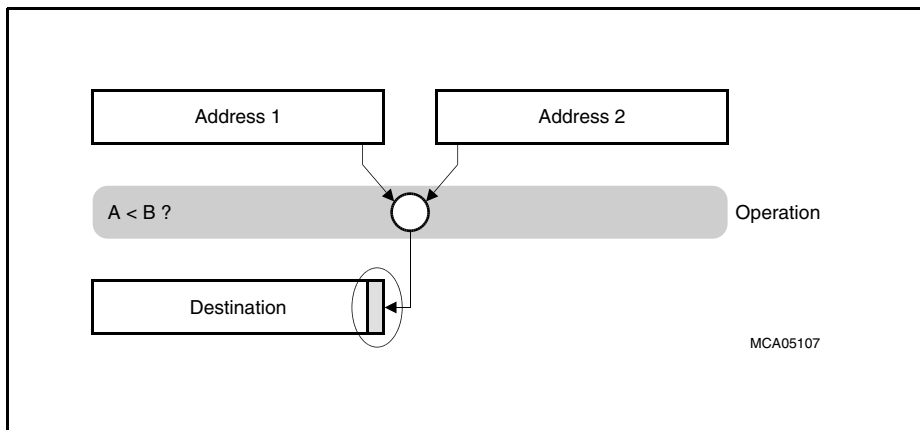 Address 1
Address 2
A < B ?
Operation
Destination
MCA05107